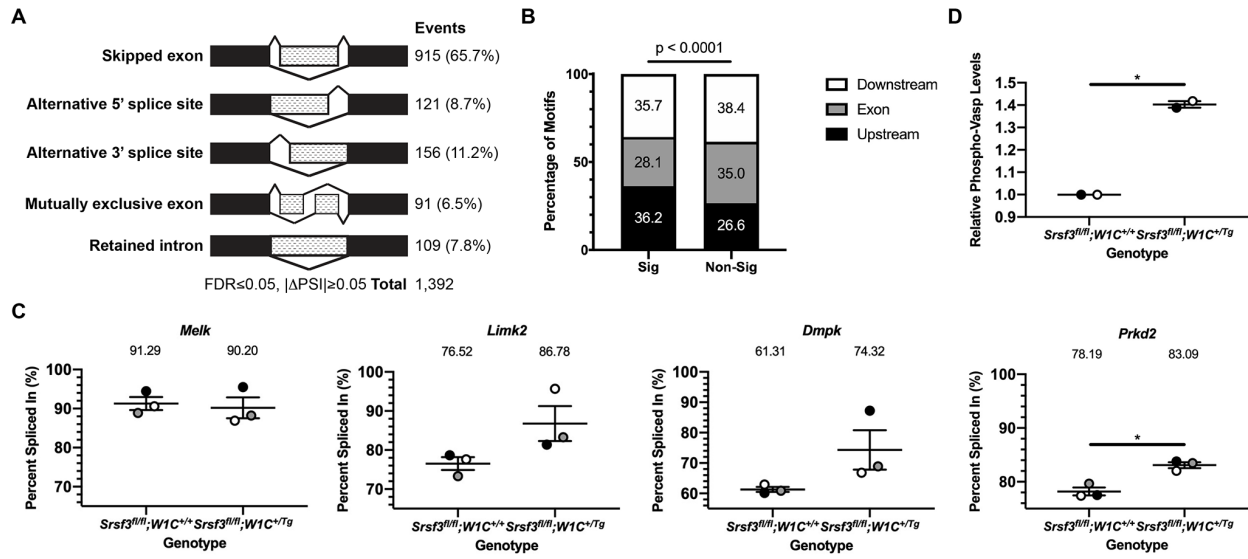 A
Events
Skipped exon 915 (65.7%)
Alternative 5' splice site 121 (8.7%)
Alternative 3' splice site 156 (11.2%)
Mutually exclusive exon 91 (6.5%)
Retained intron 109 (7.8%)
FDR≤0.05, |ΔPSI|≥0.05 Total 1,392
B
p < 0.0001
Percentage of Motifs
100
50
0
35.7
28.1
36.2
38.4
35.0
26.6
Sig Non-Sig
Downstream
Exon
Upstream
D
*
Relative Phospho-Vasp Levels
1.5
1.4
1.3
1.2
1.1
1.0
0.9
Srsf3fl/fl;W1C+/+ Srsf3fl/fl;W1C+/Tg
Genotype
C
Melk
91.29 90.20
Percent Spliced In (%)
100
90
80
70
Srsf3fl/fl;W1C+/+ Srsf3fl/fl;W1C+/Tg
Genotype
Limk2
76.52 86.78
Percent Spliced In (%)
100
90
80
70
Srsf3fl/fl;W1C+/+ Srsf3fl/fl;W1C+/Tg
Genotype
Dmpk
61.31 74.32
Percent Spliced In (%)
100
90
80
70
60
Srsf3fl/fl;W1C+/+ Srsf3fl/fl;W1C+/Tg
Genotype
Prkd2
78.19 83.09
*
Percent Spliced In (%)
100
90
80
Srsf3fl/fl;W1C+/+ Srsf3fl/fl;W1C+/Tg
Genotype